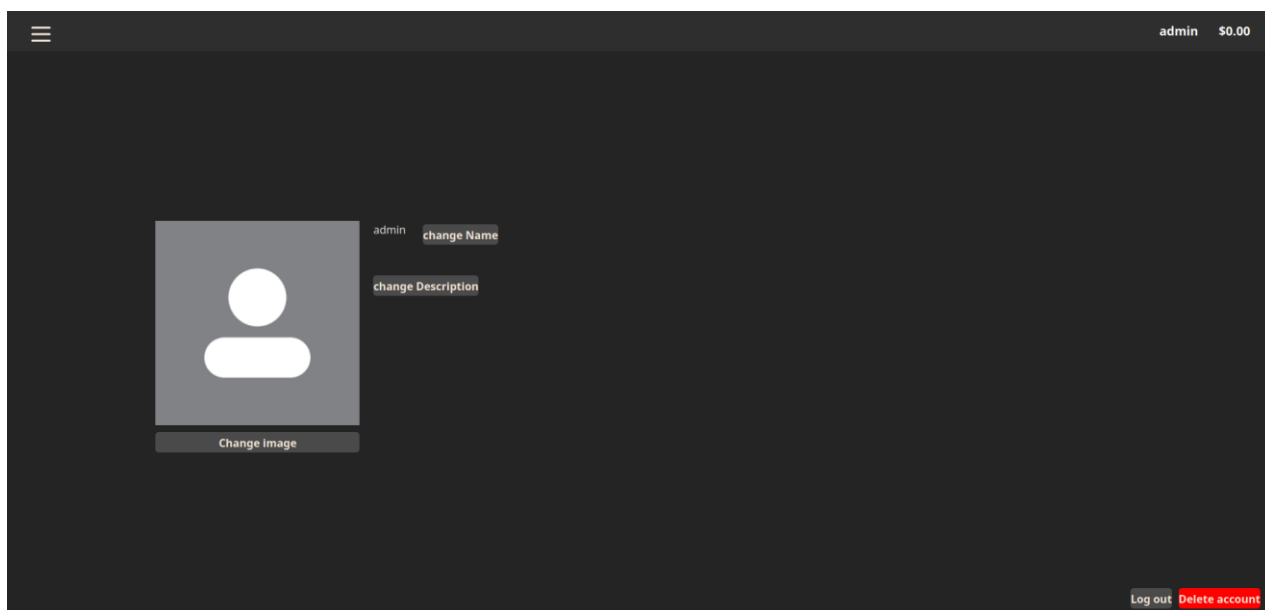 admin $0.00
admin change Name
change Description
Change image
Log out Delete account